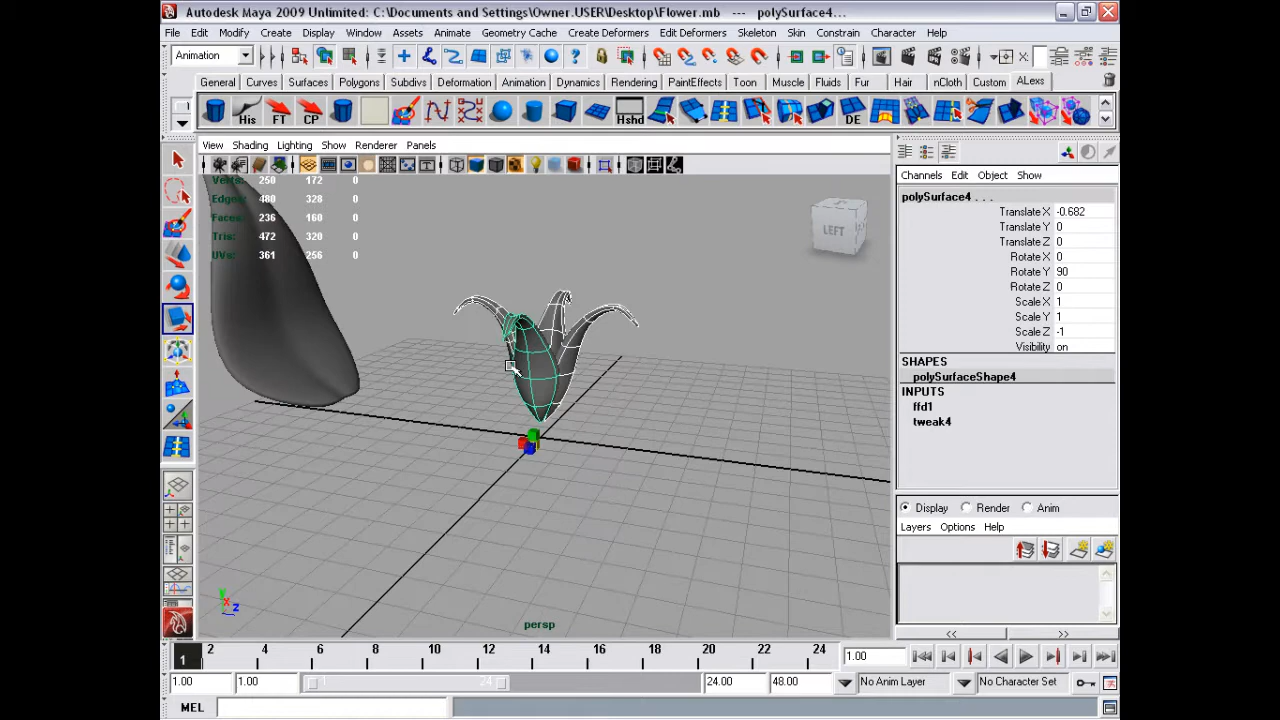 Autodesk Maya 2009 Unlimited: C:\Documents and Settings\Owner.USER\Desktop\Flower.mb --- polySurface4...
File Edit Modify Create Display Window Assets Animate Geometry Cache Create Deformers Edit Deformers Skeleton Skin Constrain Character Help
Animation
General Curves Surfaces Polygons Subdivs Deformation Animation Dynamics Rendering PaintEffects Toon Muscle Fluids Fur Hair nCloth Custom ALexs
His FT CP Hshd DE
View Shading Lighting Show Renderer Panels
Verts: 250 172 0
Edges: 480 328 0
Faces: 236 160 0
Tris: 472 320 0
UVs: 361 256 0
LEFT
persp
Channels Edit Object Show
polySurface4 . . .
Translate X -0.682
Translate Y 0
Translate Z 0
Rotate X 0
Rotate Y 90
Rotate Z 0
Scale X 1
Scale Y 1
Scale Z -1
Visibility on
SHAPES
polySurfaceShape4
INPUTS
ffd1
tweak4
Display Render Anim
Layers Options Help
<< >>
1 2 4 6 8 10 12 14 16 18 20 22 24 1.00
1.00 1.00 1 24 24.00 48.00 No Anim Layer No Character Set
MEL